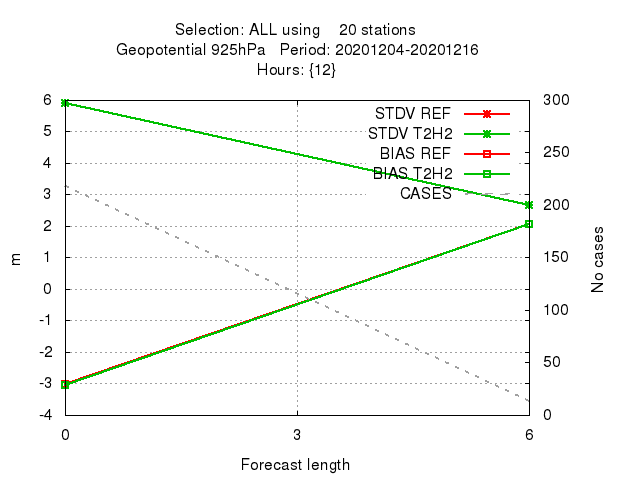 Selection: ALL using 20 stations
Geopotential 925hPa Period: 20201204-20201216
Hours: {12}
STDV REF
STDV T2H2
BIAS REF
BIAS T2H2
CASES
6
5
4
3
2
1
0
-1
-2
-3
-4
m
300
250
200
150
100
50
0
No cases
0
3
6
Forecast length